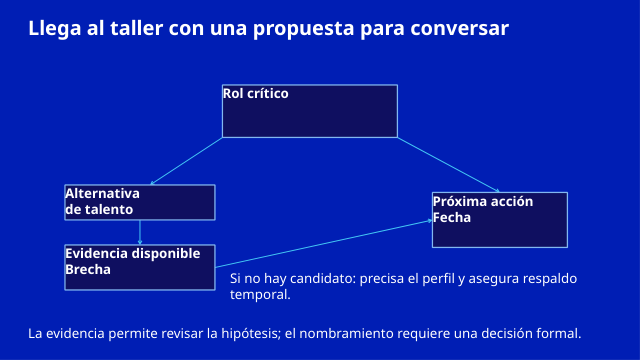 Llega al taller con una propuesta para conversar
Rol crítico
Alternativa
de talento
Próxima acción
Fecha
Evidencia disponible
Brecha
Si no hay candidato: precisa el perfil y asegura respaldo
temporal.
La evidencia permite revisar la hipótesis; el nombramiento requiere una decisión formal.